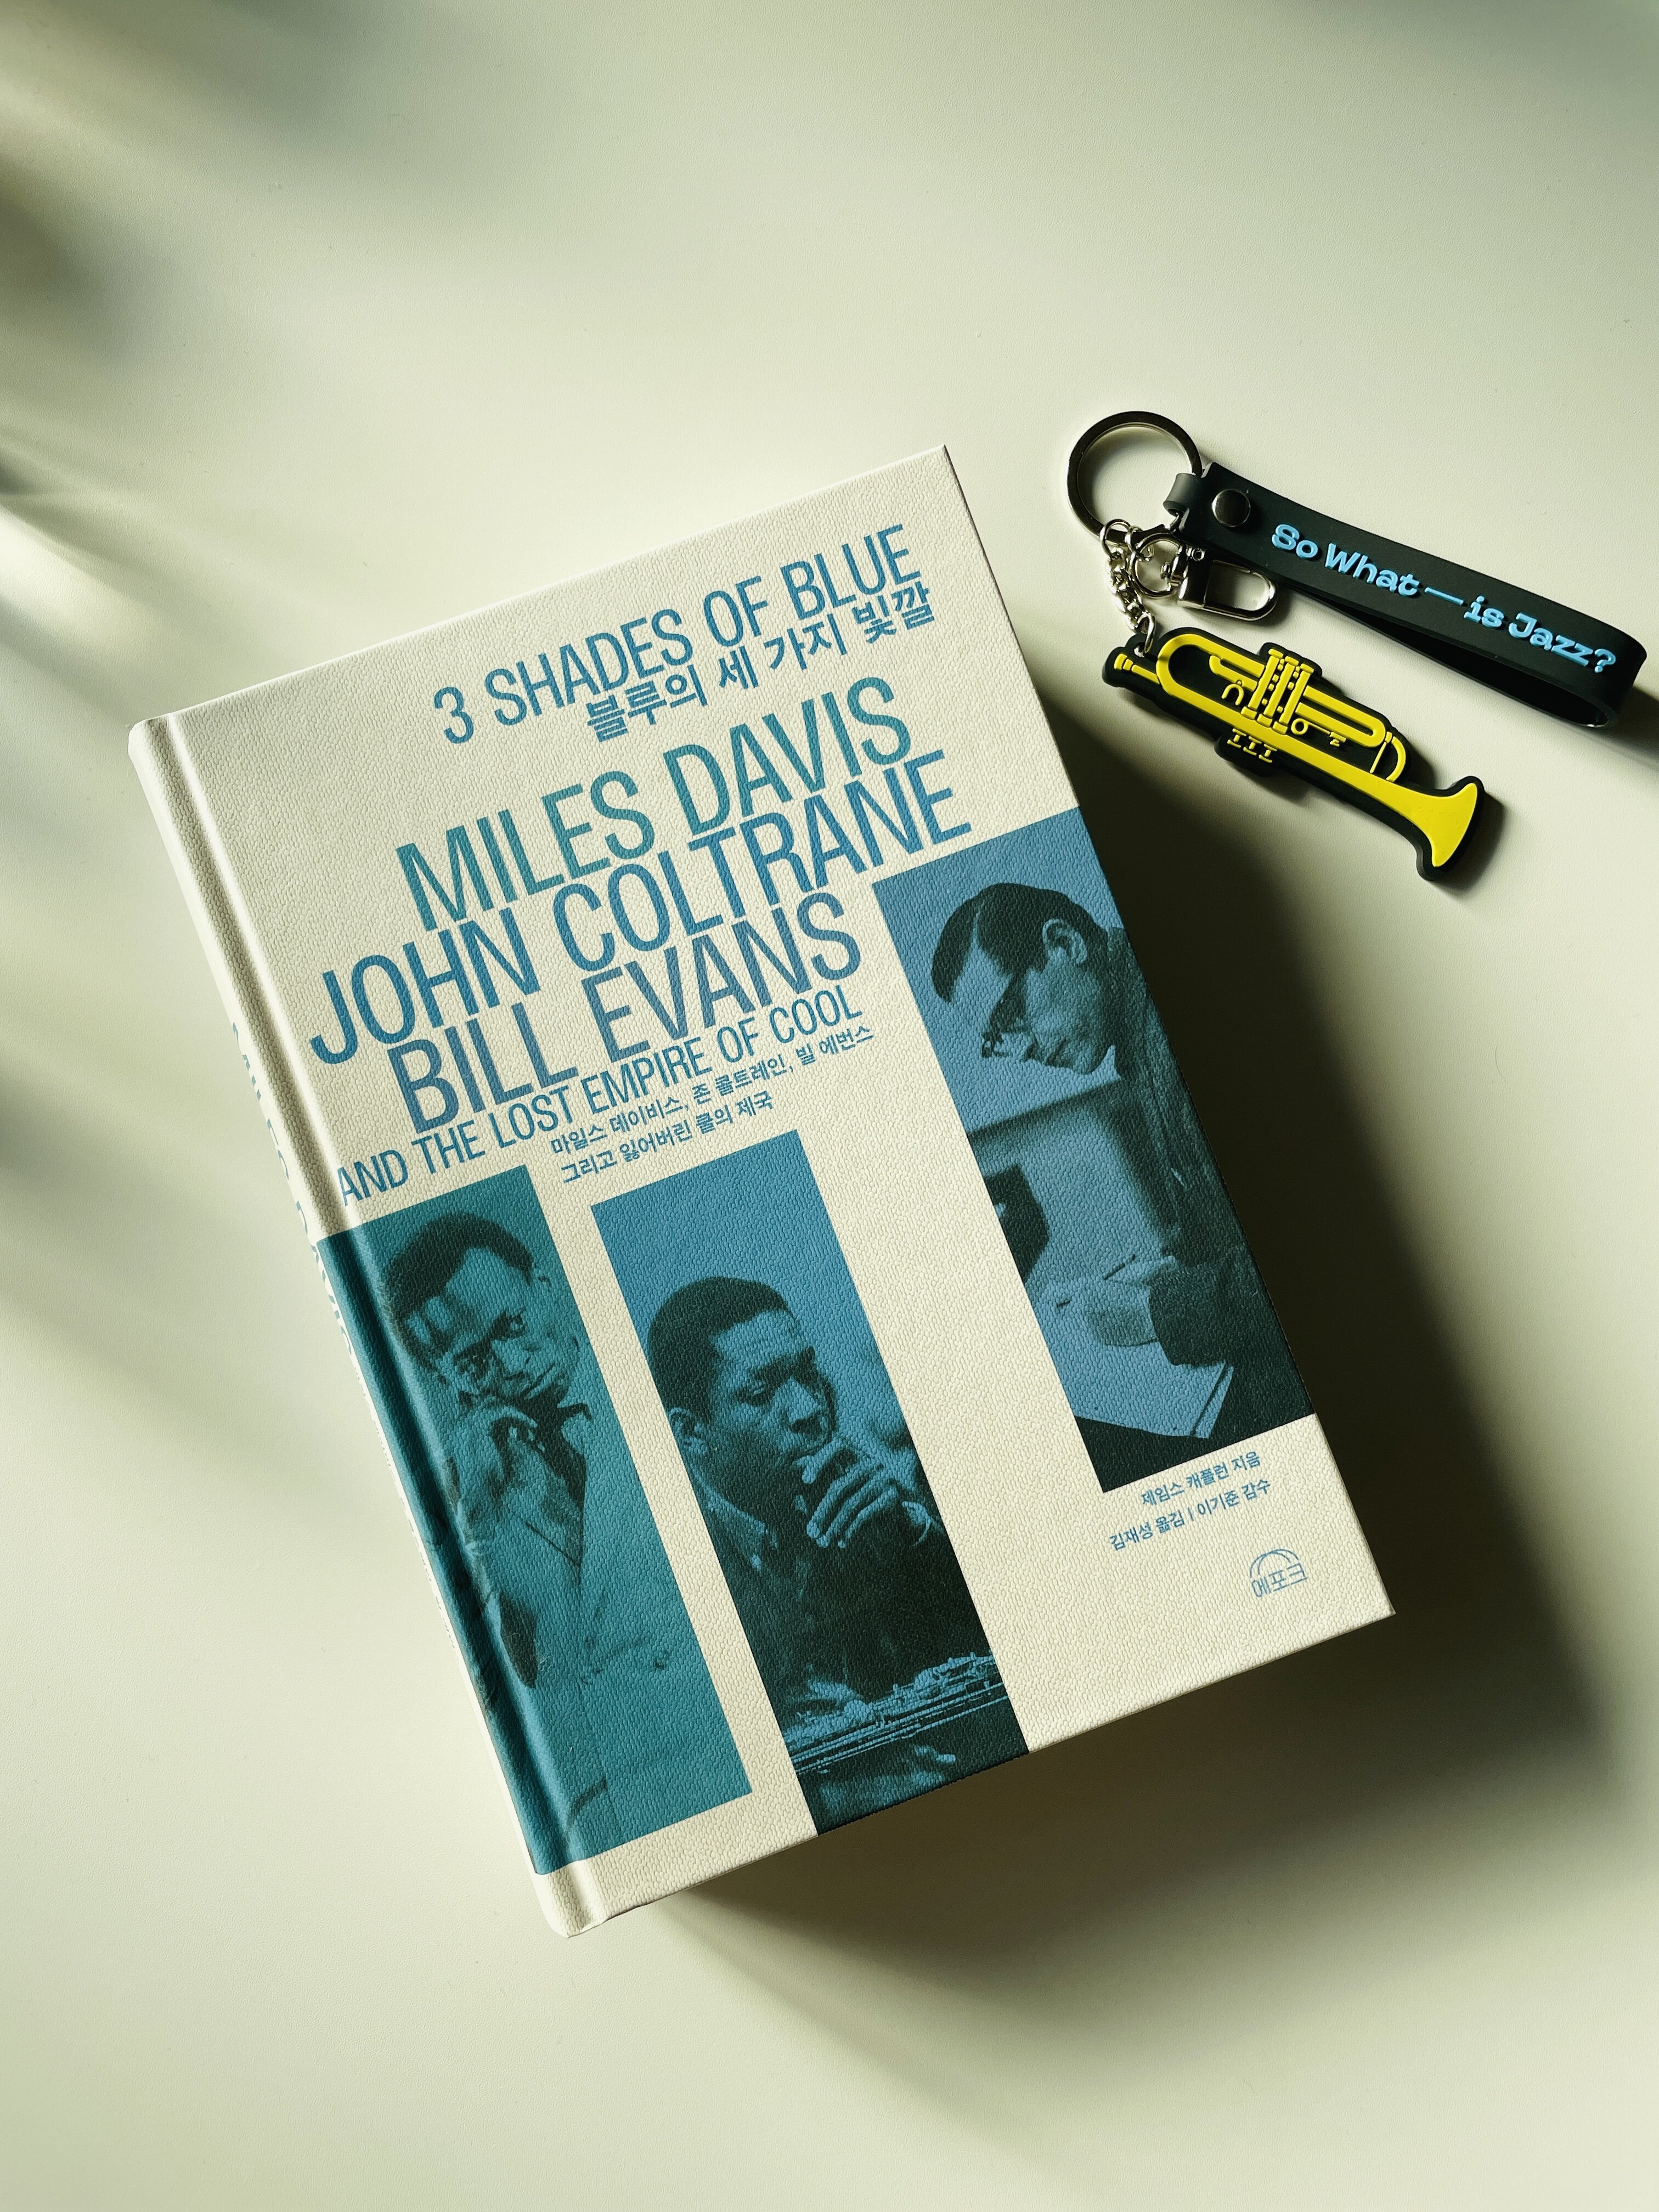 3 SHADES OF BLUE
블루의 세 가지 빛깔
MILES DAVIS
JOHN COLTRANE
BILL EVANS
AND THE LOST EMPIRE OF COOL
마일스 데이비스, 존 콜트레인, 빌 에번스
그리고 잃어버린 쿨의 제국
제임스 캐플런 지음
김재성 옮김 | 이기준 감수
에포크
So What — is Jazz?